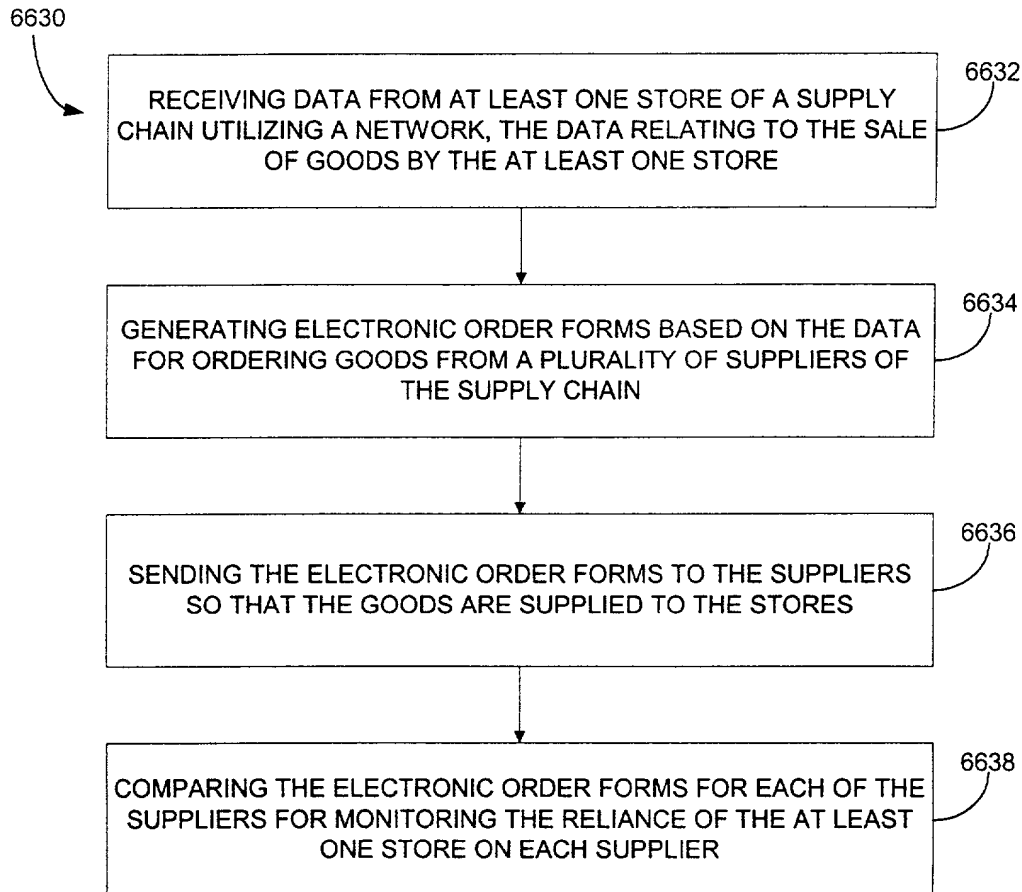 6630
6632
RECEIVING DATA FROM AT LEAST ONE STORE OF A SUPPLY
CHAIN UTILIZING A NETWORK, THE DATA RELATING TO THE SALE
OF GOODS BY THE AT LEAST ONE STORE
6634
GENERATING ELECTRONIC ORDER FORMS BASED ON THE DATA
FOR ORDERING GOODS FROM A PLURALITY OF SUPPLIERS OF
THE SUPPLY CHAIN
6636
SENDING THE ELECTRONIC ORDER FORMS TO THE SUPPLIERS
SO THAT THE GOODS ARE SUPPLIED TO THE STORES
6638
COMPARING THE ELECTRONIC ORDER FORMS FOR EACH OF THE
SUPPLIERS FOR MONITORING THE RELIANCE OF THE AT LEAST
ONE STORE ON EACH SUPPLIER